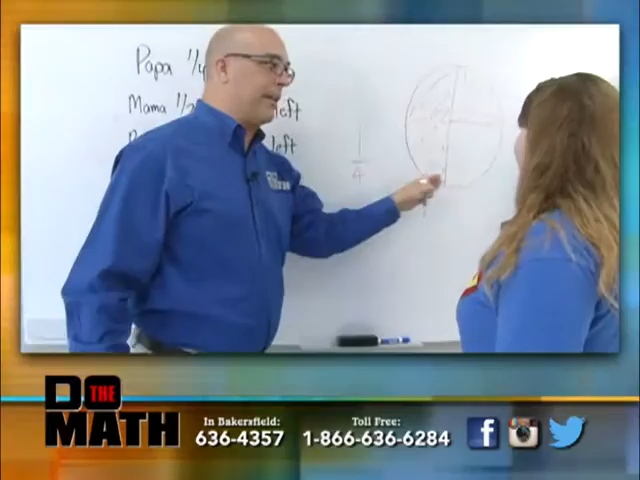 Papa 1/4
Mama 1/2 left
left
1
4
DO THE MATH
In Bakersfield:
636-4357
Toll Free:
1-866-636-6284